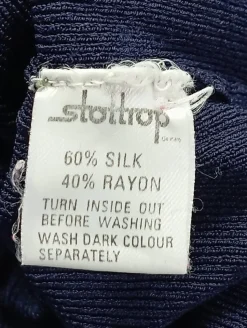 stottrop
60% SILK
40% RAYON
TURN INSIDE OUT
BEFORE WASHING
WASH DARK COLOUR
SEPARATELY